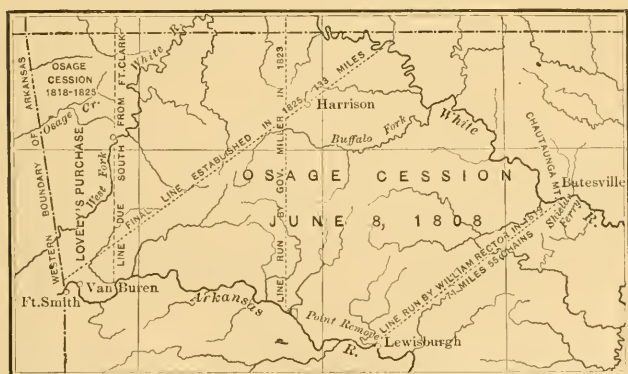 WESTERN BOUNDARY OF ARKANSAS
OSAGE
CESSION
1818-1825
Osage Cr.
LOVELY'S PURCHASE
LINE DUE SOUTH FROM FT. CLARK
White R.
West Fork
FINAL LINE ESTABLISHED IN 1825 133 MILES
LINE RUN BY GOV. MILLER IN 1823
Harrison
Buffalo Fork
White R.
CHAUTAUNGA MT.
Batesville
Shields Ferry
OSAGE CESSION
JUNE 8, 1808
LINE RUN BY WILLIAM RECTOR IN
71 MILES 55 CHAINS
Van Buren
Ft. Smith
Arkansas R.
Point Remove
Lewisburgh